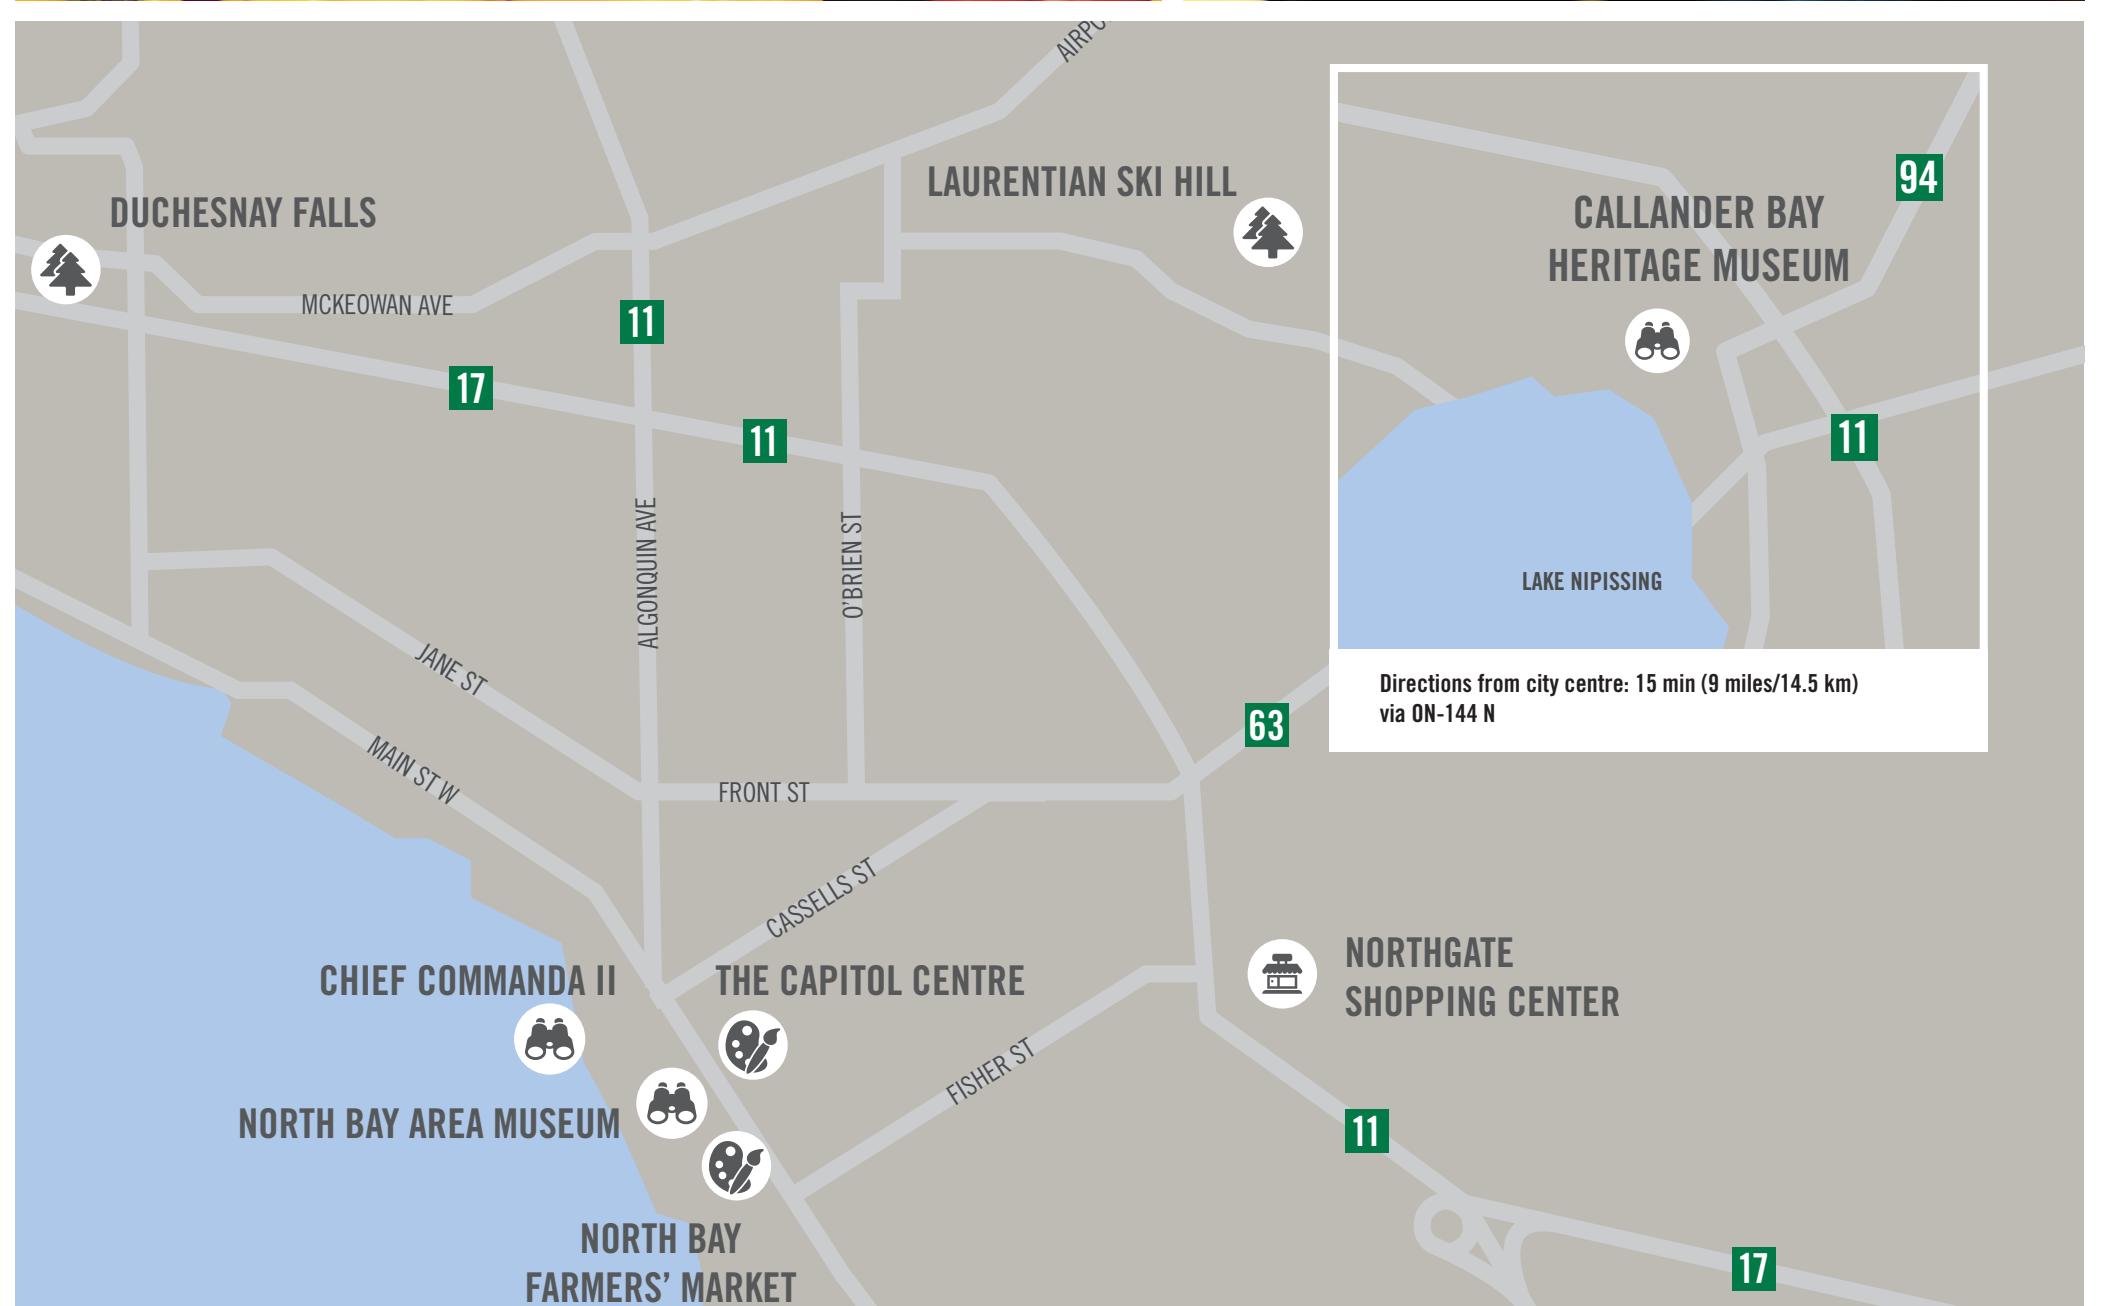 AIRPO
DUCHESNAY FALLS
LAURENTIAN SKI HILL
94
CALLANDER BAY
HERITAGE MUSEUM
MCKEOWAN AVE
11
17
11
11
ALGONQUIN AVE
O'BRIEN ST
LAKE NIPISSING
JANE ST
Directions from city centre: 15 min (9 miles/14.5 km)
via ON-144 N
63
MAIN ST W
FRONT ST
CASSELLS ST
CHIEF COMMANDA II
THE CAPITOL CENTRE
NORTHGATE
SHOPPING CENTER
FISHER ST
NORTH BAY AREA MUSEUM
11
NORTH BAY
FARMERS’ MARKET
17